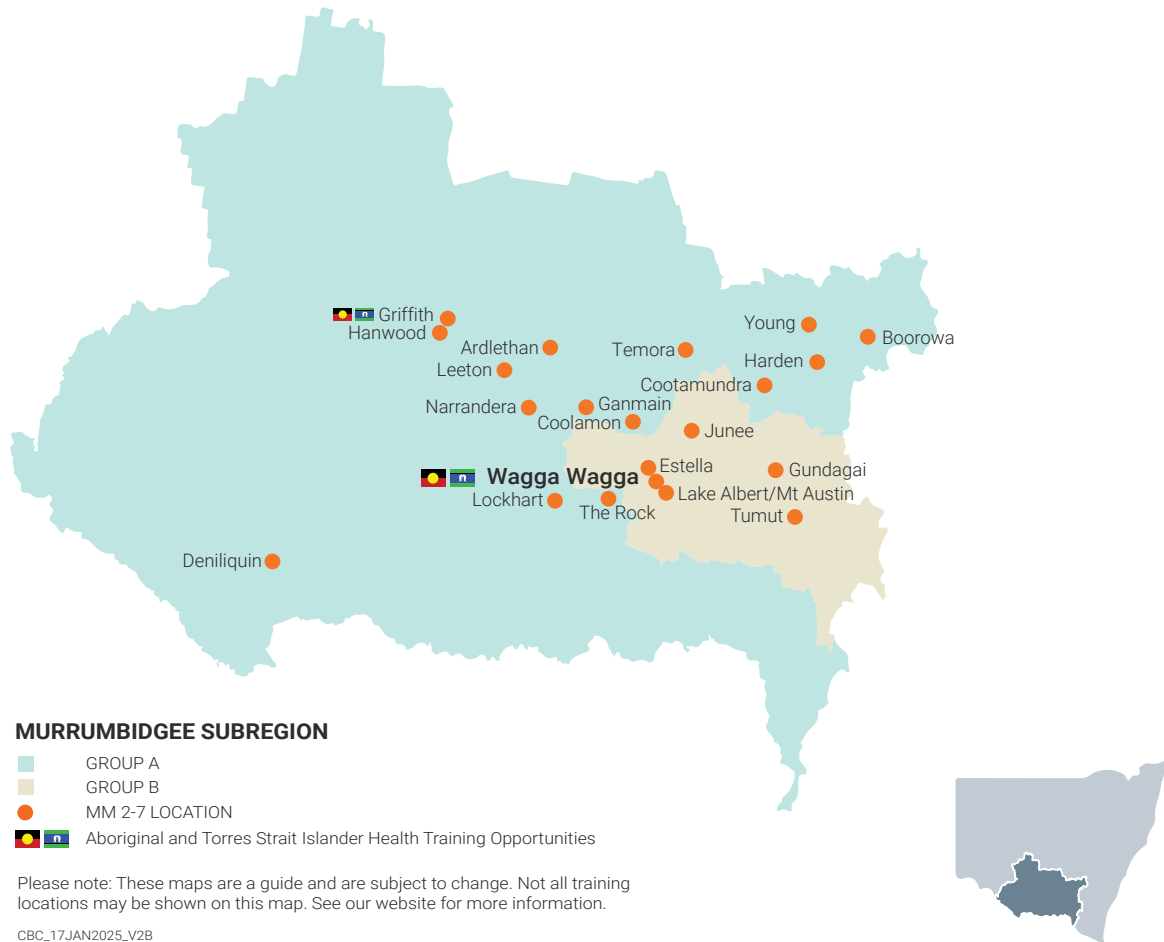 Griffith
Hanwood
Ardlethan
Leeton
Temora
Young
Boorowa
Harden
Cootamundra
Narrandera
Ganmain
Coolamon
Junee
Estella
Wagga Wagga
Gundagai
Lake Albert/Mt Austin
Lockhart
The Rock
Tumut
Deniliquin
MURRUMBIDGEE SUBREGION
GROUP A
GROUP B
MM 2-7 LOCATION
Aboriginal and Torres Strait Islander Health Training Opportunities
Please note: These maps are a guide and are subject to change. Not all training
locations may be shown on this map. See our website for more information.
CBC_17JAN2025_V2B